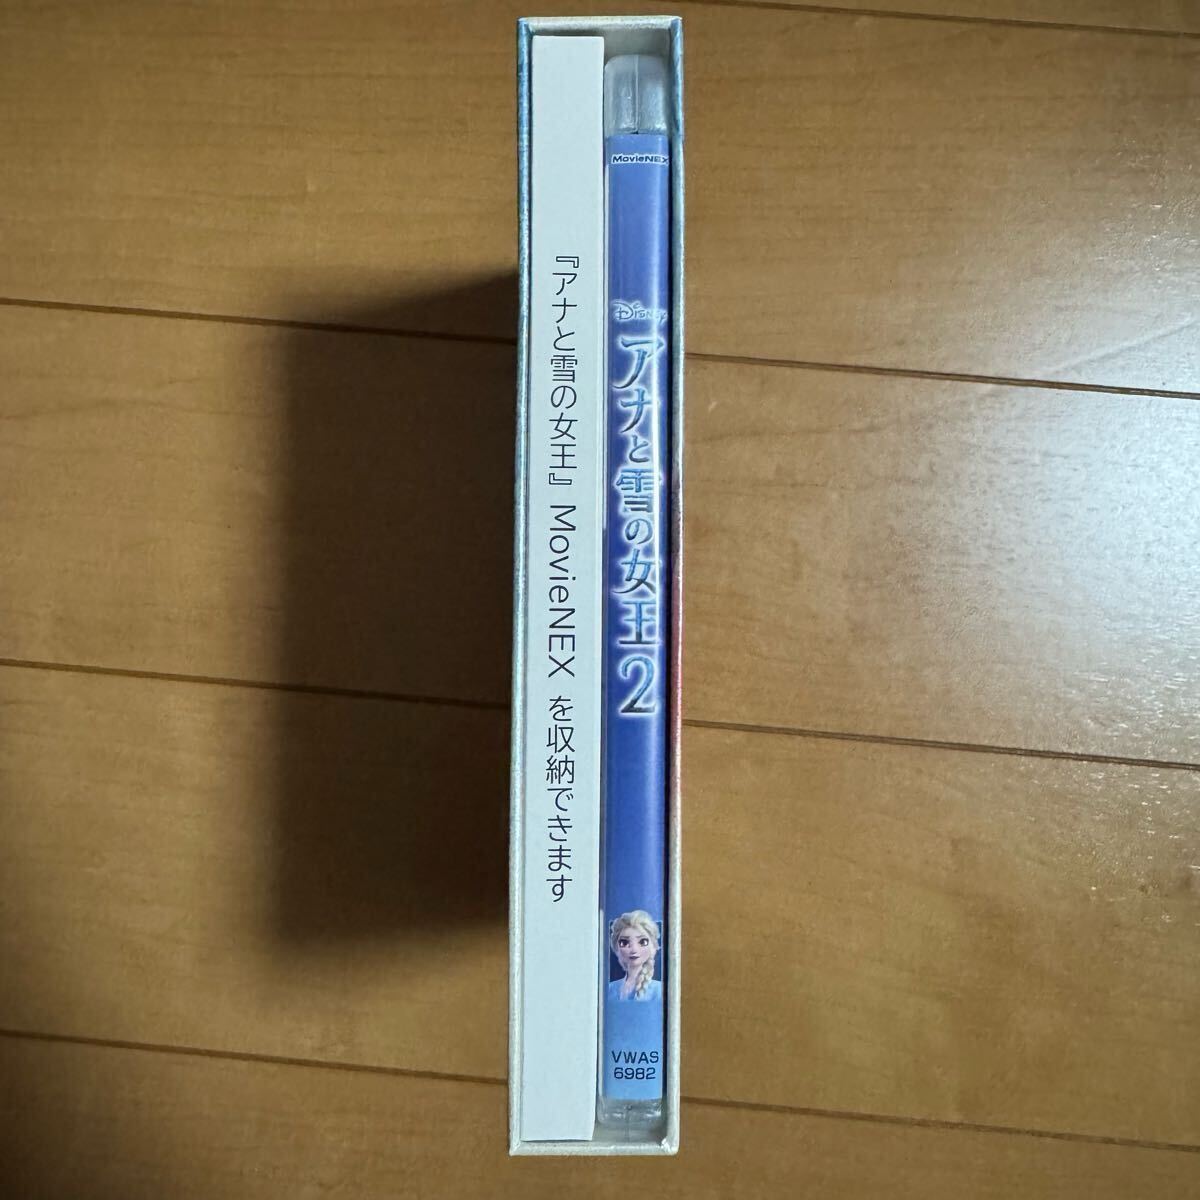 『アナと雪の女王』 MovieNEX を収納できます
MovieNEX
Disney
アナと雪の女王2
VWAS
6982